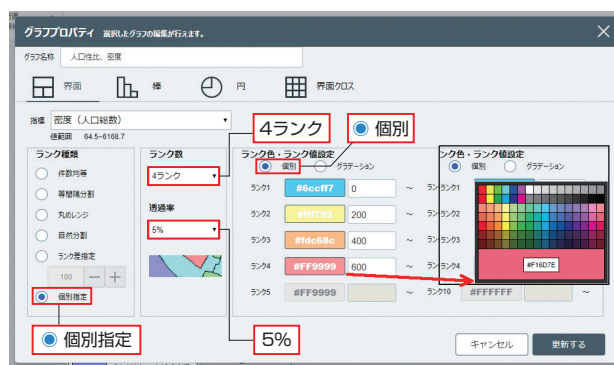 グラフプロパティ 選択したグラフの編集が行えます。
グラフ名称 人口性比、密度
界面 棒 円 界面クロス
指標 密度（人口総数）
値範囲 64.5~6168.7
4ランク
個別
ランク種類
件数均等
等間隔分割
丸めレンジ
自然分割
ランク差指定
100
個別指定
個別指定
ランク数
4ランク
透過率
5%
5%
ランク色・ランク値設定
個別 グラデーション
ランク1 #6ccff7 0 ～
ランク2 #fff799 200 ～
ランク3 #fdc68c 400 ～
ランク4 #FF9999 600 ～
ランク5 #FF9999 ～ ランク10 #FFFFFF ～
ンク色・ランク値設定
個別 グラデーション
ランク1
ランク2
ランク3
ランク4
#F16D7E
キャンセル 更新する